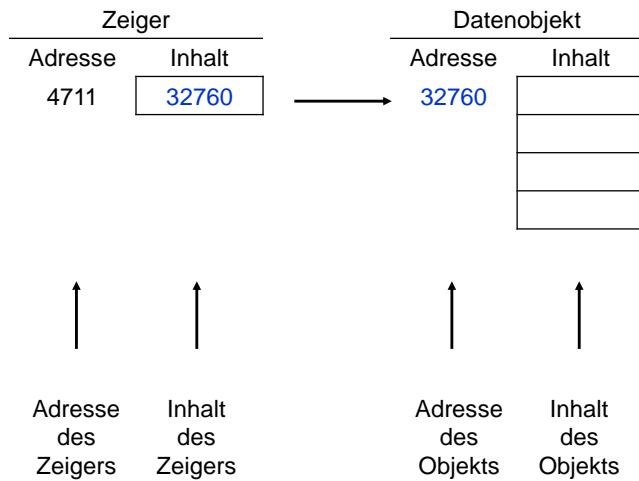 Zeiger Datenobjekt
Adresse Inhalt Adresse Inhalt
4711 32760 32760
Adresse Inhalt Adresse Inhalt
des des des des
Zeigers Zeigers Objekts Objekts